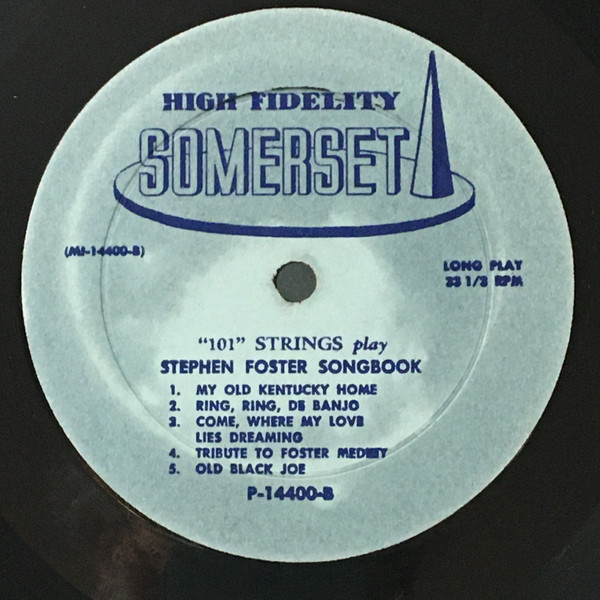 HIGH FIDELITY
SOMERSET
(MI-14400-B)
LONG PLAY
33 1/3 RPM
"101" STRINGS play
STEPHEN FOSTER SONGBOOK
1. MY OLD KENTUCKY HOME
2. RING, RING, DE BANJO
3. COME, WHERE MY LOVE
LIES DREAMING
4. TRIBUTE TO FOSTER MEDLEY
5. OLD BLACK JOE
P-14400-B